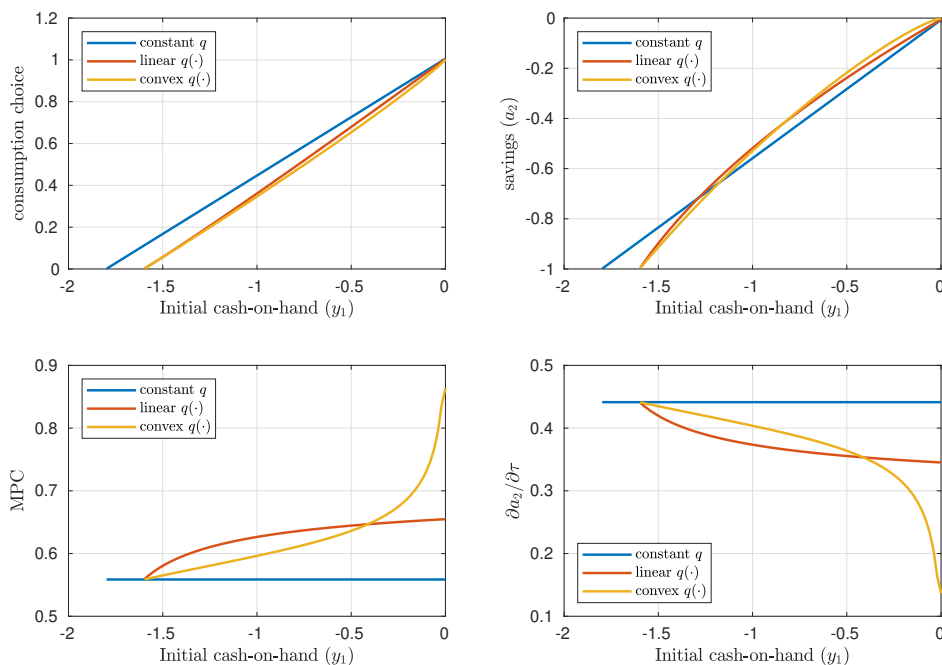 1.2
1
0.8
0.6
0.4
0.2
0
consumption choice
constant q
linear q(·)
convex q(·)
-2 -1.5 -1 -0.5 0
Initial cash-on-hand (y₁)
0
-0.2
-0.4
-0.6
-0.8
-1
savings (a₂)
constant q
linear q(·)
convex q(·)
-2 -1.5 -1 -0.5 0
Initial cash-on-hand (y₁)
0.9
0.8
0.7
0.6
0.5
MPC
constant q
linear q(·)
convex q(·)
-2 -1.5 -1 -0.5 0
Initial cash-on-hand (y₁)
0.5
0.4
0.3
0.2
0.1
∂a₂/∂τ
constant q
linear q(·)
convex q(·)
-2 -1.5 -1 -0.5 0
Initial cash-on-hand (y₁)